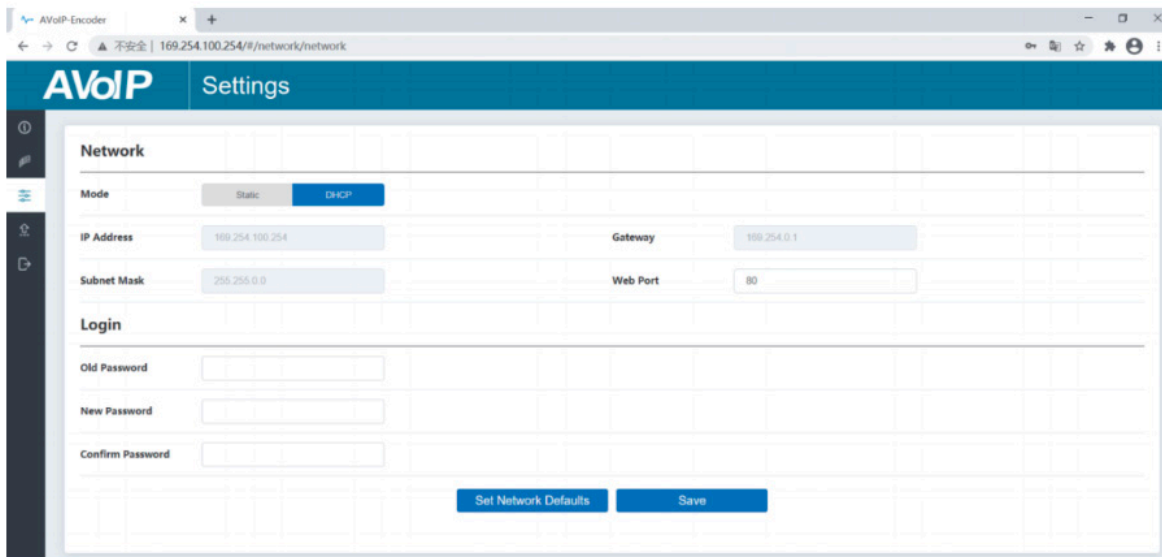 AVoIP-Encoder
不安全 | 169.254.100.254/#/network/network
AVoIP Settings
Network
Mode Static DHCP
IP Address 169.254.100.254 Gateway 169.254.0.1
Subnet Mask 255.255.0.0 Web Port 80
Login
Old Password
New Password
Confirm Password
Set Network Defaults Save